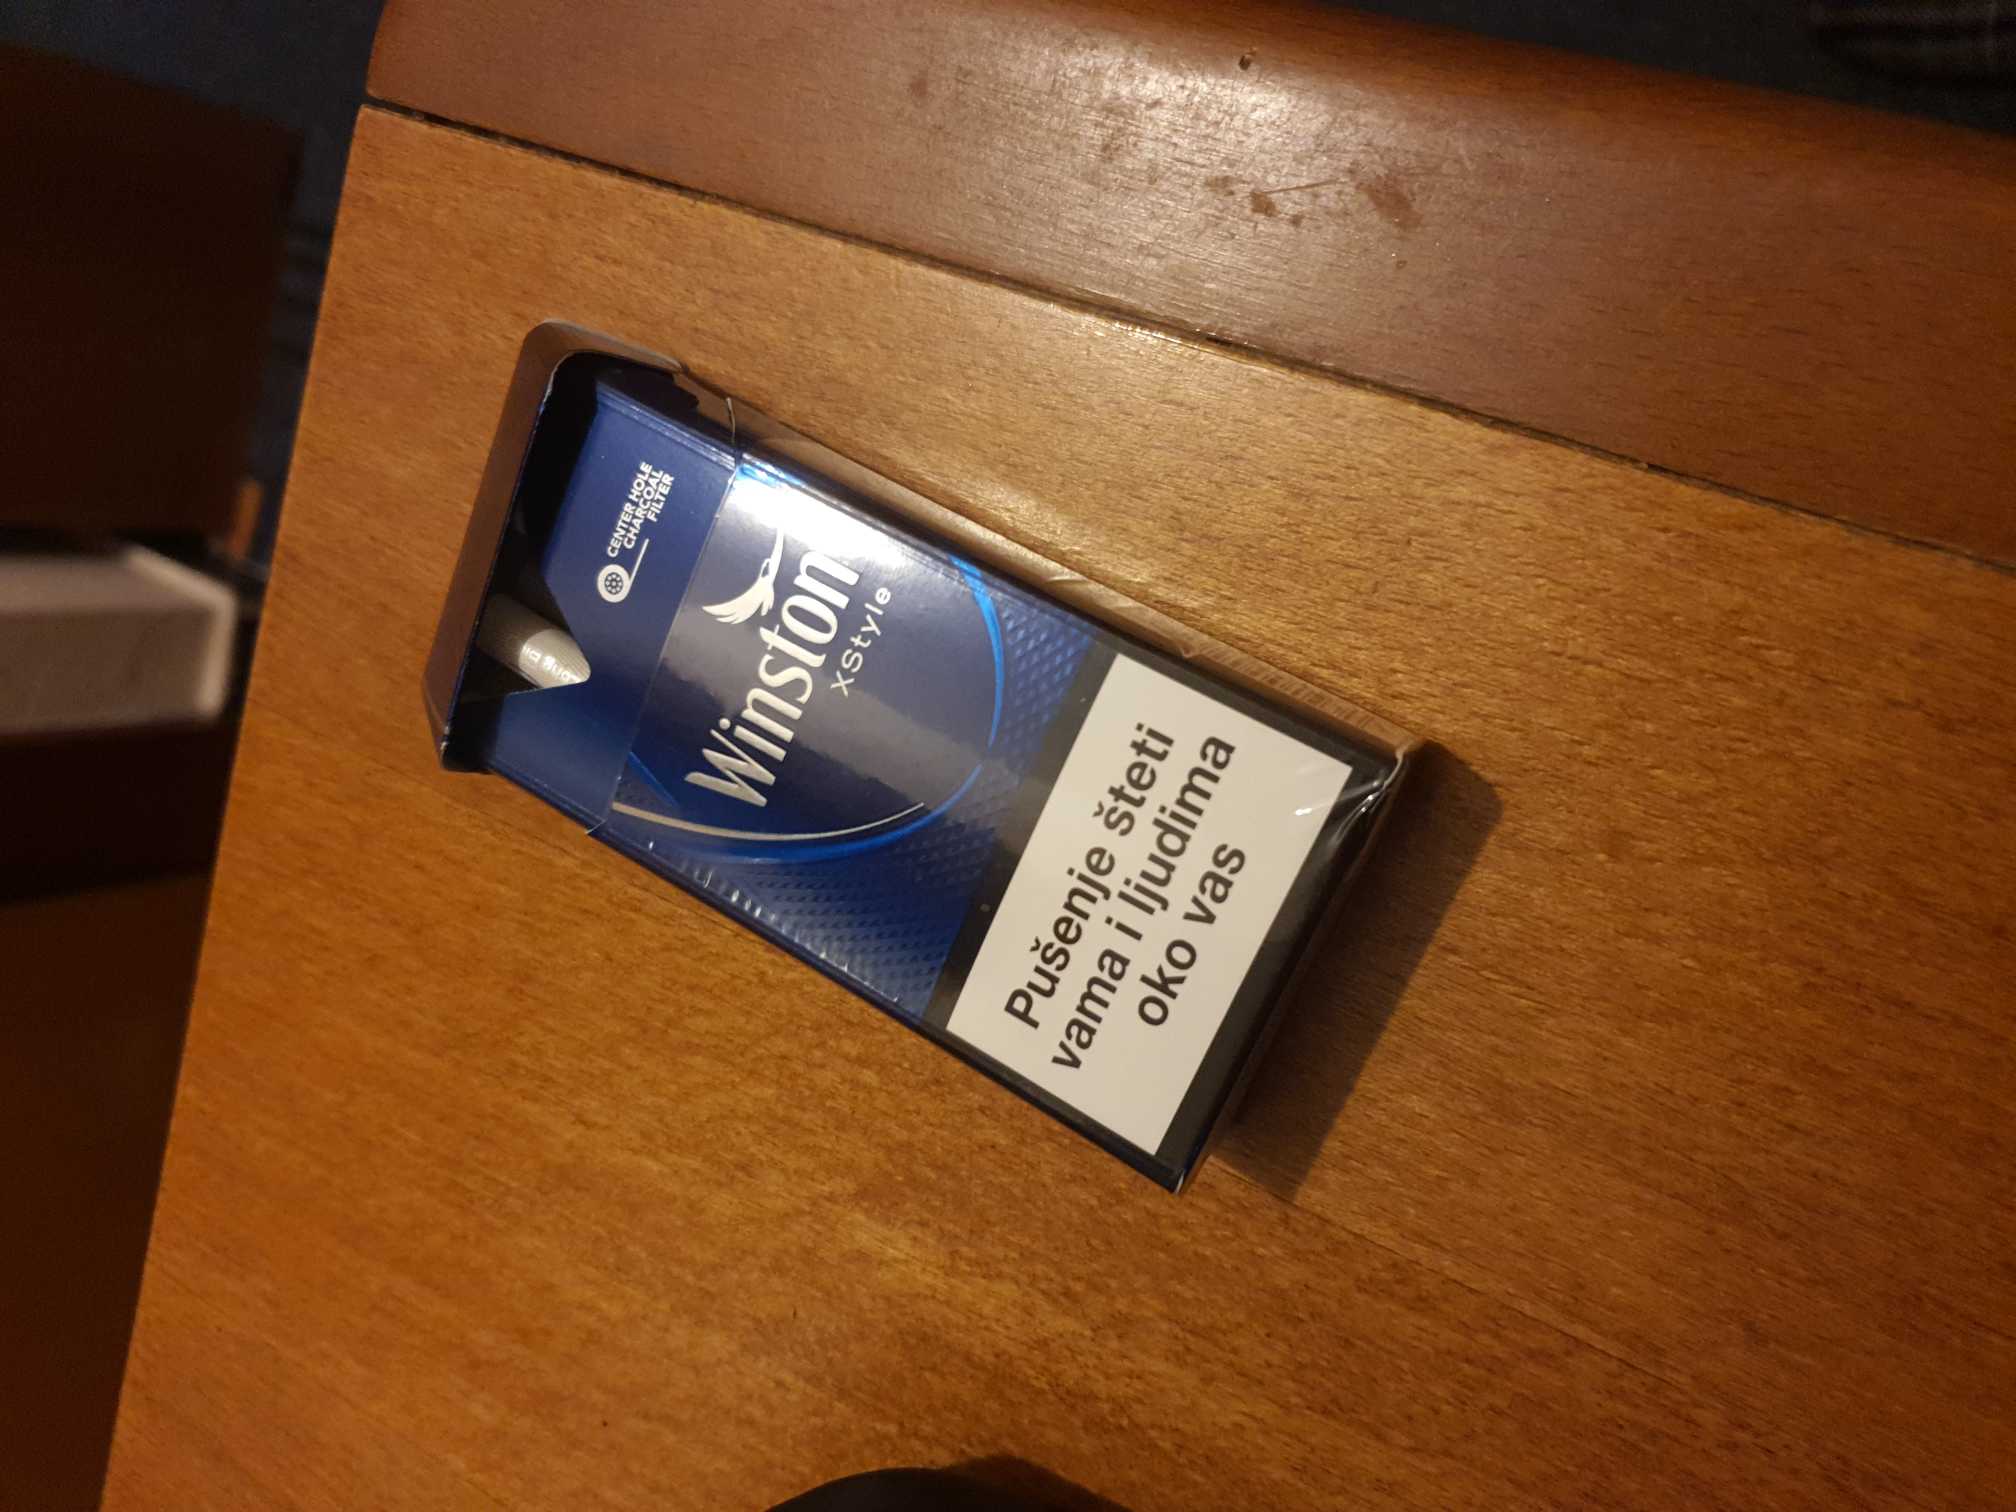 CENTER HOLE
CHARCOAL
FILTER
Winston
xStyle
Pušenje šteti
vama i ljudima
oko vas